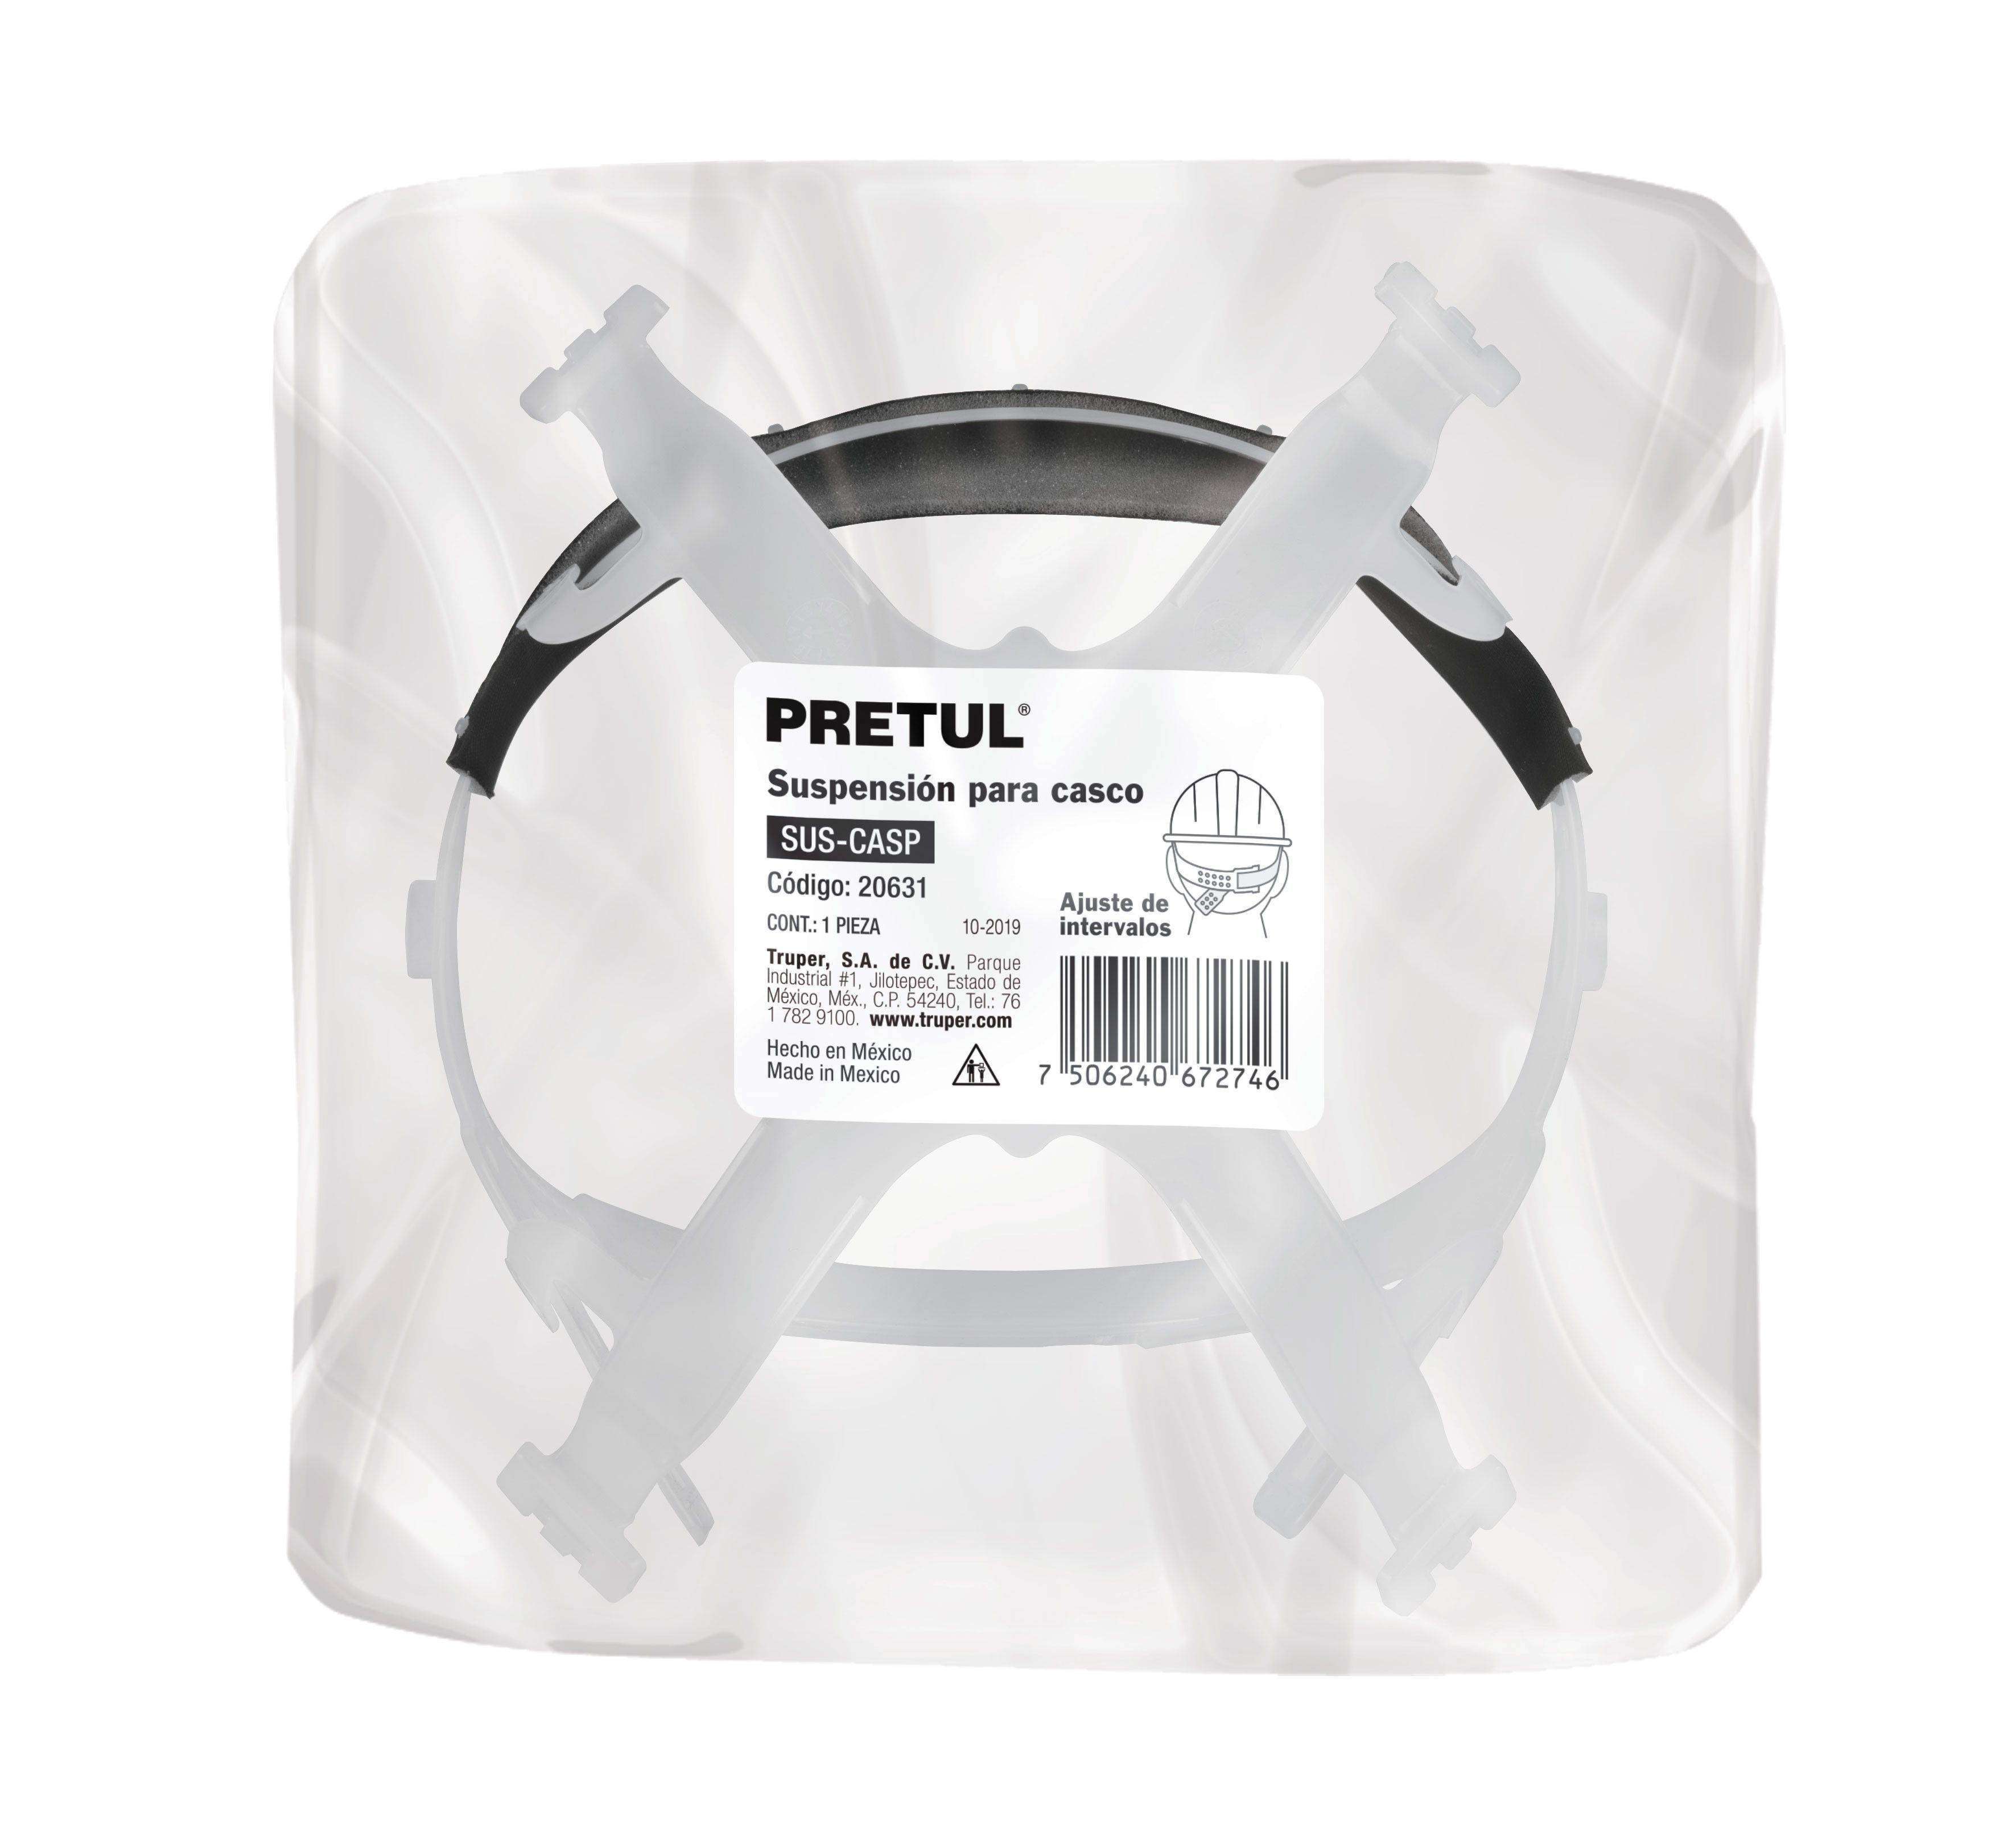 PRETUL®
Suspensión para casco
SUS-CASP
Código: 20631
CONT.: 1 PIEZA 10-2019
Truper, S.A. de C.V. Parque
Industrial #1, Jilotepec, Estado de
México, Méx., C.P. 54240, Tel.: 76
1 782 9100. www.truper.com
Hecho en México
Made in Mexico
Ajuste de
intervalos
7 506240 672746